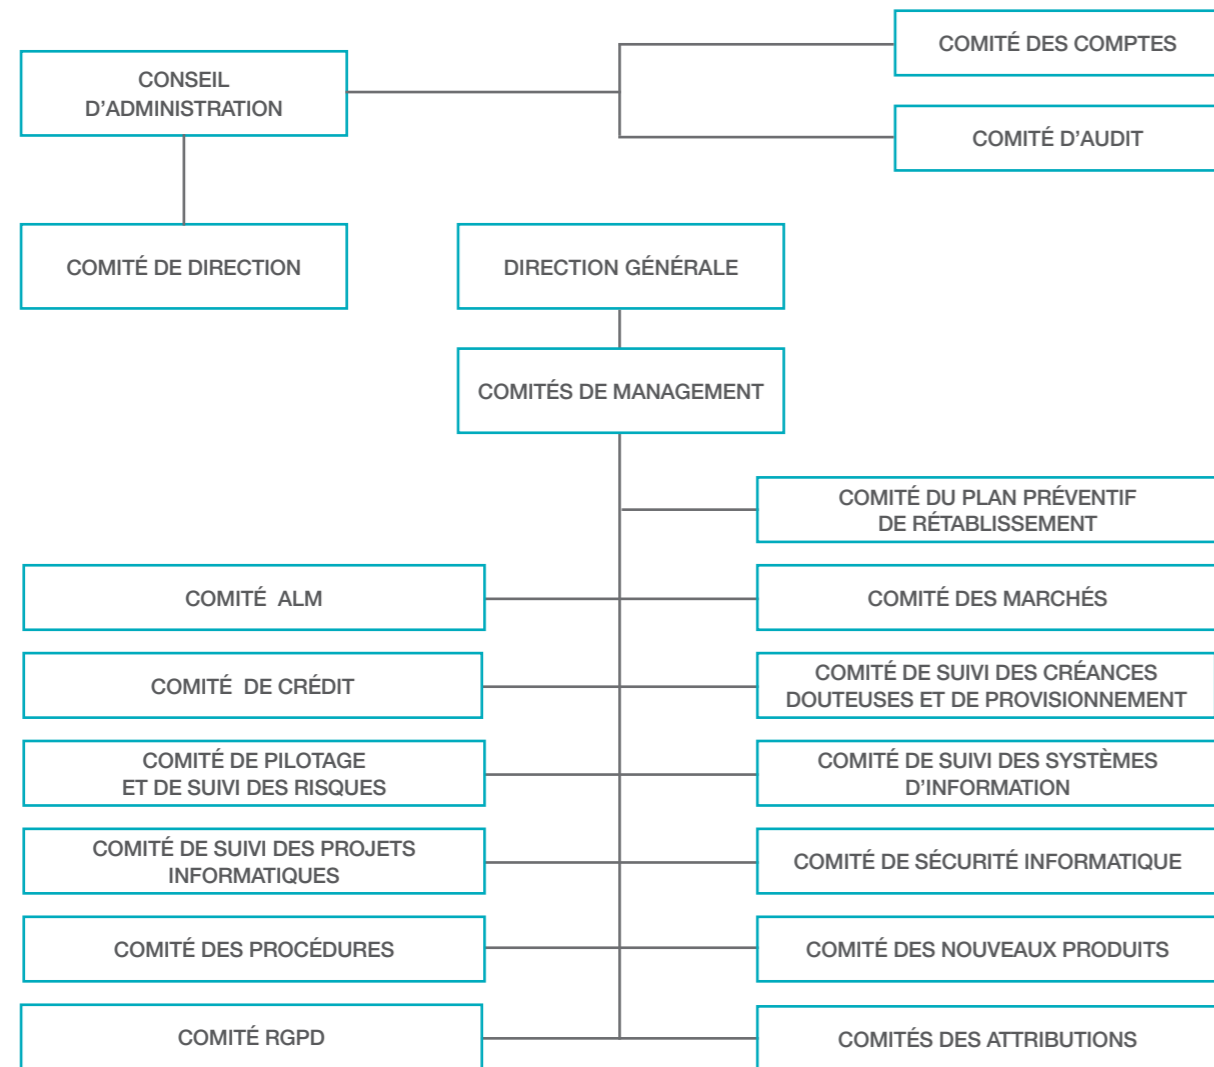 COMITÉ DES COMPTES
CONSEIL
D’ADMINISTRATION
COMITÉ D’AUDIT
COMITÉ DE DIRECTION
DIRECTION GÉNÉRALE
COMITÉS DE MANAGEMENT
COMITÉ DU PLAN PRÉVENTIF
DE RÉTABLISSEMENT
COMITÉ ALM
COMITÉ DES MARCHÉS
COMITÉ DE CRÉDIT
COMITÉ DE SUIVI DES CRÉANCES
DOUTEUSES ET DE PROVISIONNEMENT
COMITÉ DE PILOTAGE
ET DE SUIVI DES RISQUES
COMITÉ DE SUIVI DES SYSTÈMES
D’INFORMATION
COMITÉ DE SUIVI DES PROJETS
INFORMATIQUES
COMITÉ DE SÉCURITÉ INFORMATIQUE
COMITÉ DES PROCÉDURES
COMITÉ DES NOUVEAUX PRODUITS
COMITÉ RGPD
COMITÉS DES ATTRIBUTIONS